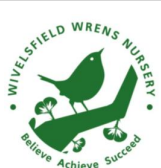 WIVELSFIELD WRENS NURSERY
Believe Achieve Succeed